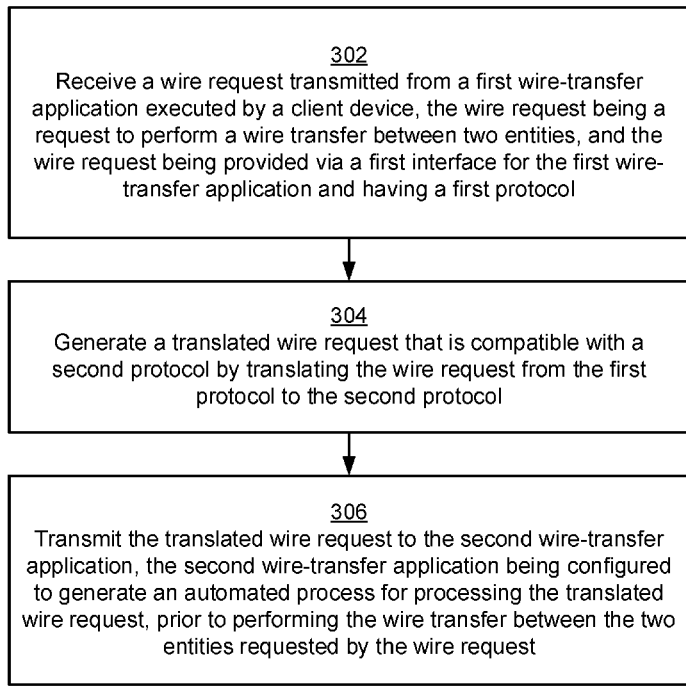 302
Receive a wire request transmitted from a first wire-transfer
application executed by a client device, the wire request being a
request to perform a wire transfer between two entities, and the
wire request being provided via a first interface for the first wire-
transfer application and having a first protocol
304
Generate a translated wire request that is compatible with a
second protocol by translating the wire request from the first
protocol to the second protocol
306
Transmit the translated wire request to the second wire-transfer
application, the second wire-transfer application being configured
to generate an automated process for processing the translated
wire request, prior to performing the wire transfer between the two
entities requested by the wire request